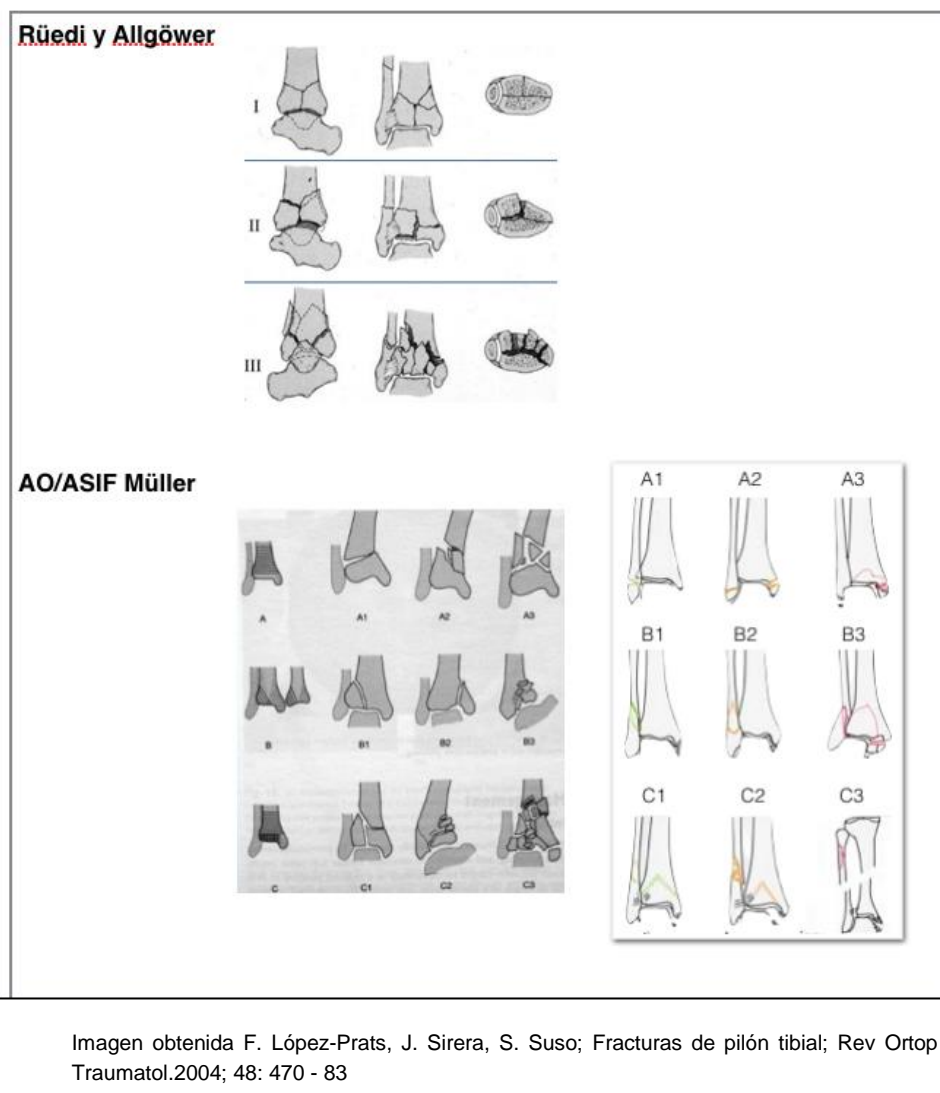 Rüedi y Allgöwer
I
II
III
AO/ASIF Müller
A1 A2 A3
A A1 A2 A3
B1 B2 B3
B B1 B2 B3
C1 C2 C3
C C1 C2 C3
Imagen obtenida F. López-Prats, J. Sirera, S. Suso; Fracturas de pilón tibial; Rev Ortop
Traumatol.2004; 48: 470 - 83